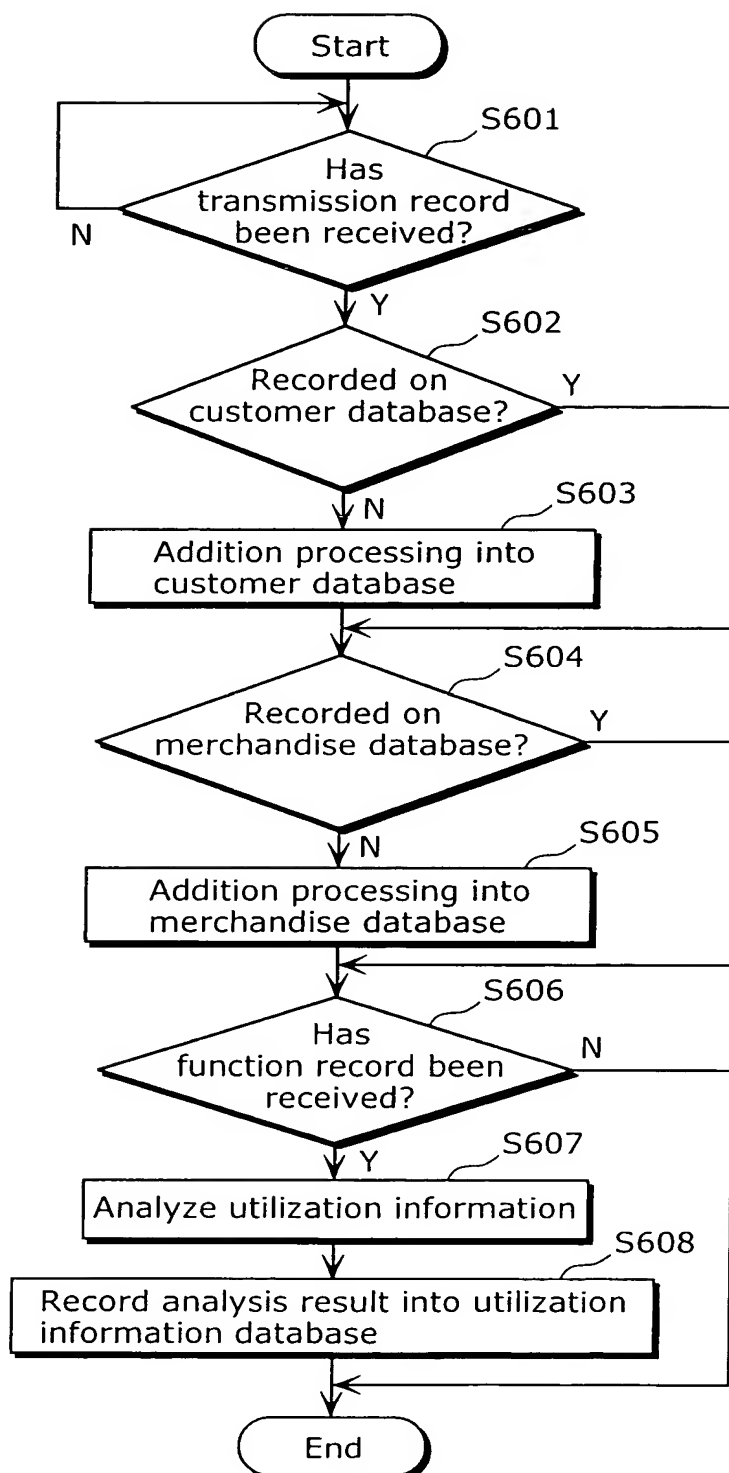 Start
S601
Has
transmission record
been received?
N
Y
S602
Recorded on
customer database?
Y
N
S603
Addition processing into
customer database
S604
Recorded on
merchandise database?
Y
N
S605
Addition processing into
merchandise database
S606
Has
function record been
received?
N
Y
S607
Analyze utilization information
S608
Record analysis result into utilization
information database
End